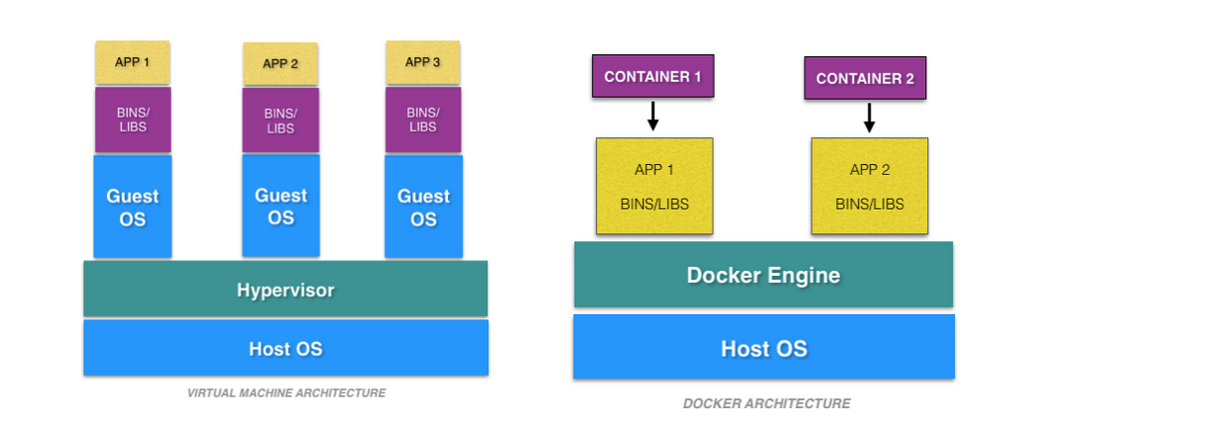 APP 1
APP 2
APP 3
BINS/
LIBS
BINS/
LIBS
BINS/
LIBS
Guest
OS
Guest
OS
Guest
OS
Hypervisor
Host OS
VIRTUAL MACHINE ARCHITECTURE
CONTAINER 1
CONTAINER 2
APP 1
BINS/LIBS
APP 2
BINS/LIBS
Docker Engine
Host OS
DOCKER ARCHITECTURE